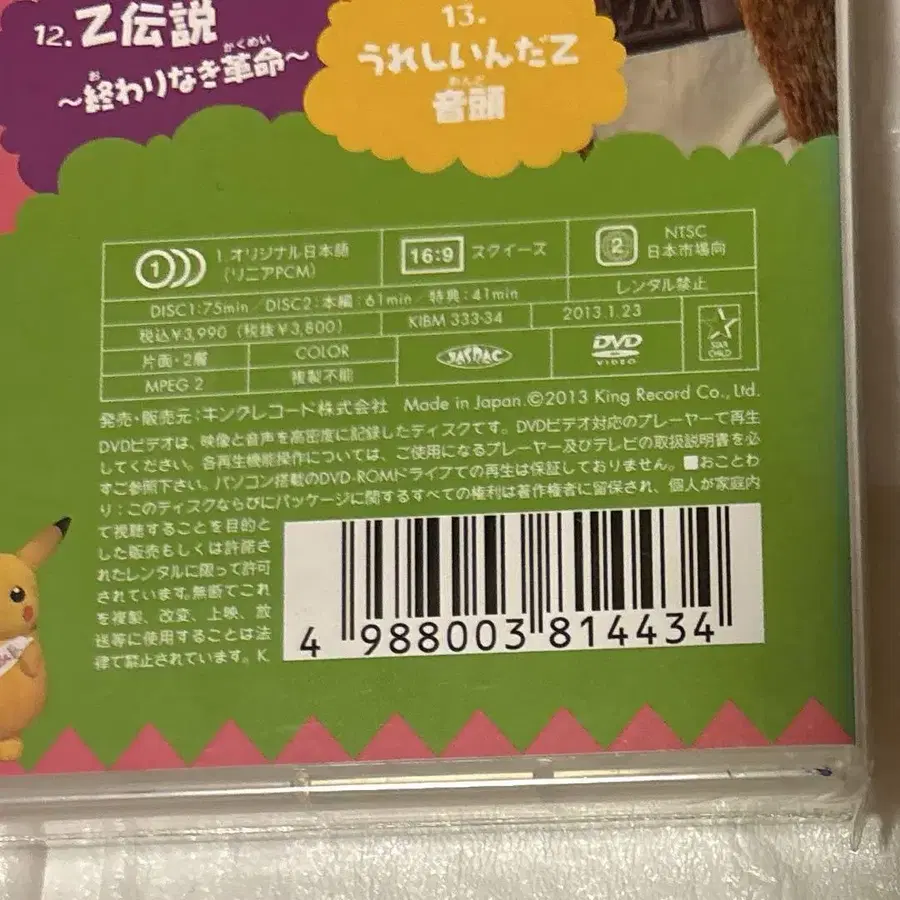 12. Z伝説
かくめい
お
～終わりなき革命～
13.
うれしいんだZ
おんど
音頭
1 1.オリジナル日本語
(リニアPCM)
16:9 スクイーズ
2 NTSC
日本市場向
DISC1:75min／DISC2:本編:61min／特典:41min
レンタル禁止
税込¥3,990（税抜¥3,800）
KIBM 333-34
2013.1.23
片面・2層
COLOR
MPEG 2
複製不能
JASRAC
DVD
VIDEO
STAR
CHILD
発売・販売元:キングレコード株式会社 Made in Japan.©2013 King Record Co., Ltd.
DVDビデオは、映像と音声を高密度に記録したディスクです。DVDビデオ対応のプレーヤーで再生
してください。各再生機能操作については、ご使用になるプレーヤー及びテレビの取扱説明書を必
ずご参照下さい。パソコン搭載のDVD-ROMドライブでの再生は保証しておりません。■おことわ
り:このディスクならびにパッケージに関するすべての権利は著作権者に留保され、個人が家庭内
で視聴することを目的と
した販売もしくは許諾さ
れたレンタルに限って許可
されています。無断でこれ
を複製、改変、上映、放
送等に使用することは法
律で禁止されています。K.
4 988003 814434